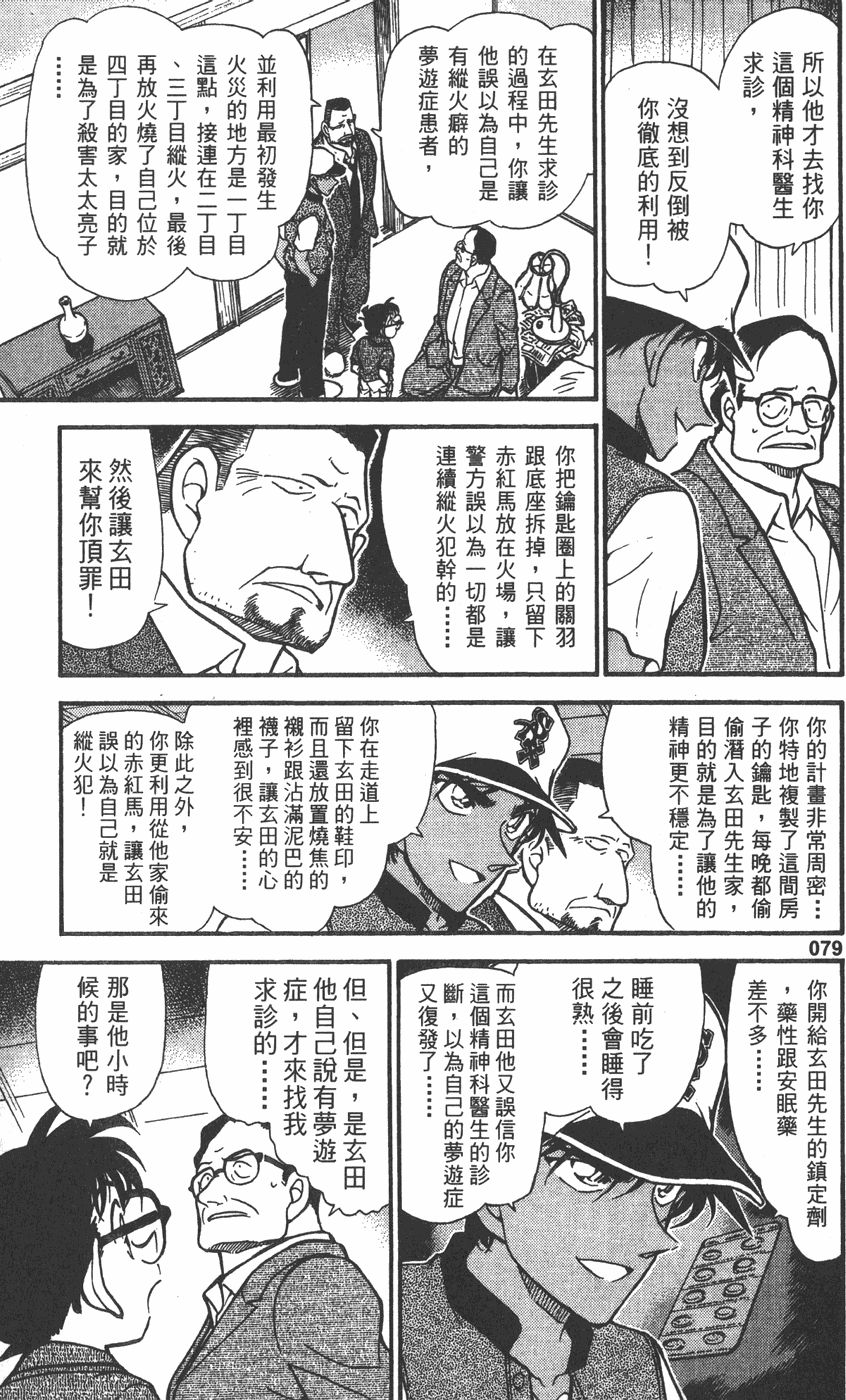 所以他才去找你
這個精神科醫生
求診，
沒想到反倒被
你徹底的利用！
在玄田先生求診
的過程中，你讓
他誤以為自己是
有縱火癖的
夢遊症患者，
並利用最初發生
火災的地方是一丁目
這點，接連在二丁目
、三丁目縱火，最後
再放火燒了自己位於
四丁目的家，目的就
是為了殺害太太亮子
……
你把鑰匙圈上的關羽
跟底座拆掉，只留下
赤紅馬放在火場，讓
警方誤以為一切都是
連續縱火犯幹的……
然後讓玄田
來幫你頂罪！
你的計畫非常周密…
你特地複製了這間房
子的鑰匙，每晚都偷
偷潛入玄田先生家，
目的就是為了讓他的
精神更不穩定……
你在走道上
留下玄田的鞋印，
而且還放置燒焦的
襯衫跟沾滿泥巴的
襪子，讓玄田的心
裡感到很不安……
除此之外，
你更利用從他家偷來
的赤紅馬，讓玄田
誤以為自己就是
縱火犯！
079
你開給玄田先生的鎮定劑
，藥性跟安眠藥
差不多……
睡前吃了
之後會睡得
很熟……
而玄田他又誤信你
這個精神科醫生的診
斷，以為自己的夢遊症
又復發了……
但、但是，是玄田
他自己說有夢遊
症，才來找我
求診的……
那是他小時
候的事吧？